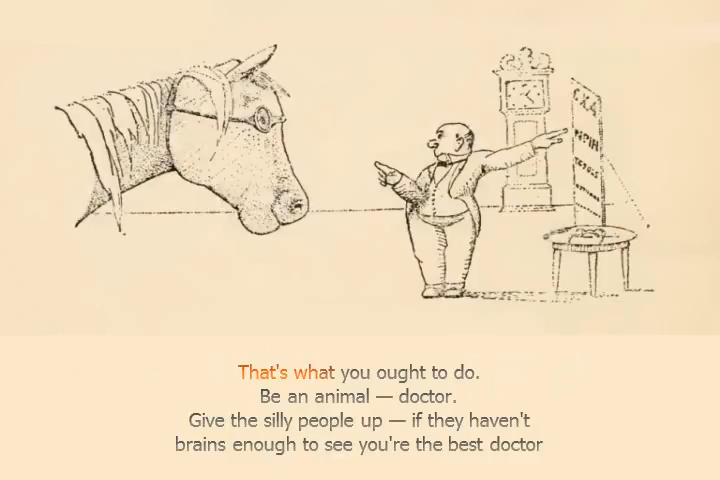 That's what you ought to do.
Be an animal — doctor.
Give the silly people up — if they haven't
brains enough to see you're the best doctor